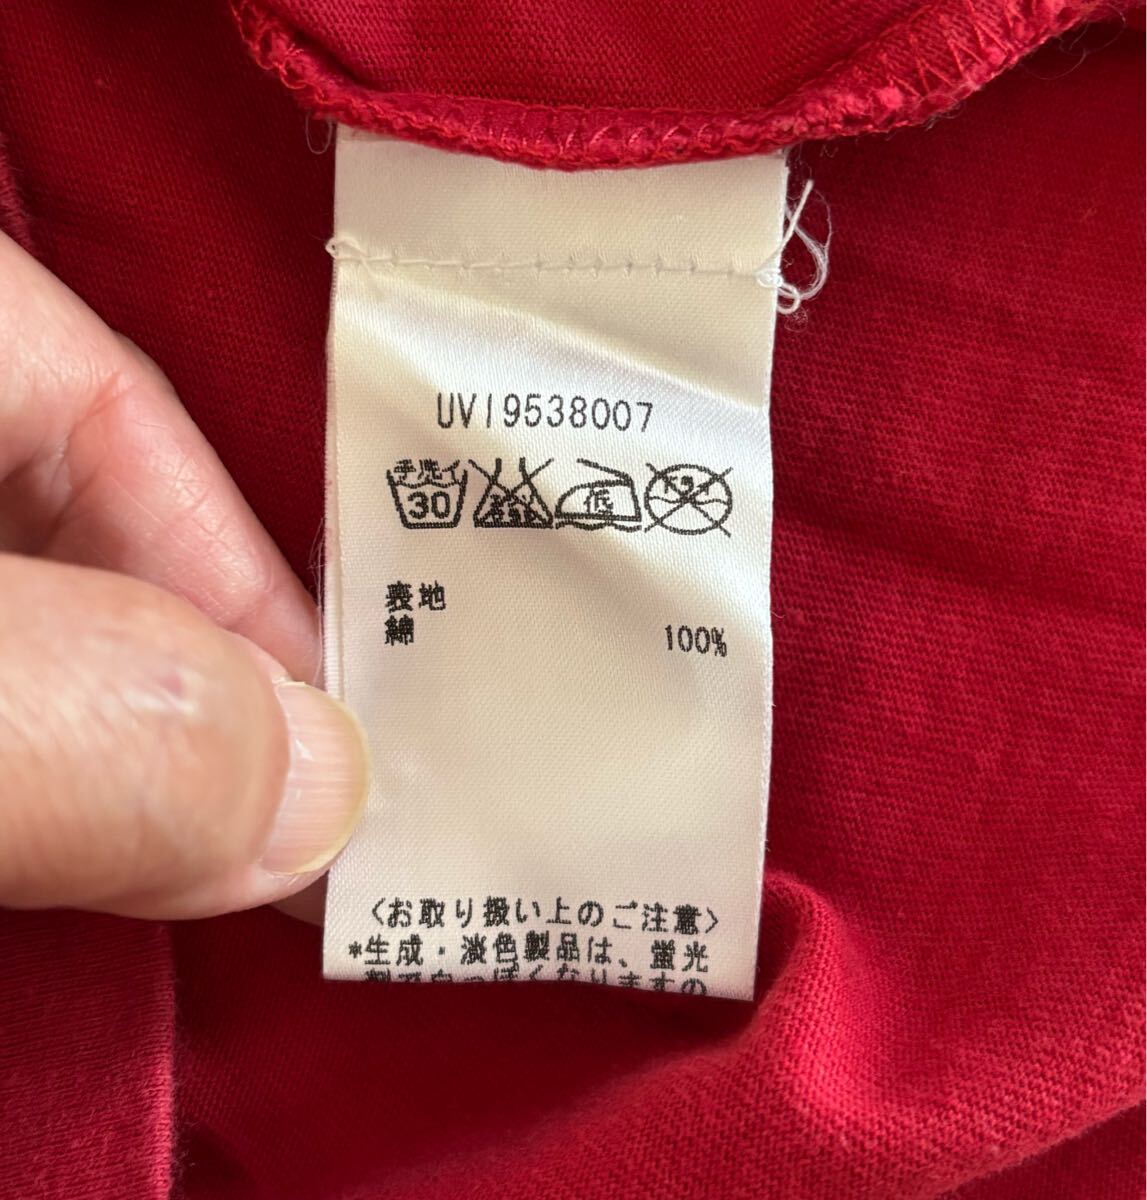 UVI9538007
手洗イ
30
低
表地
綿 100%
〈お取り扱い上のご注意〉
*生成・淡色製品は、蛍光